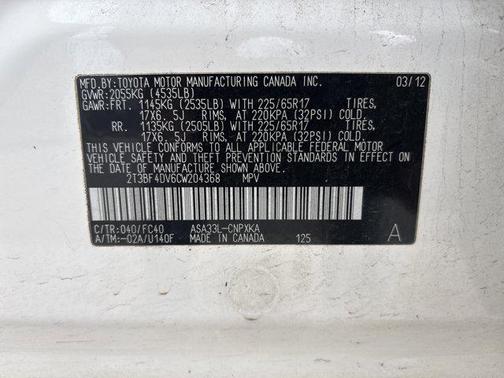 MFD.BY:TOYOTA MOTOR MANUFACTURING CANADA INC. 03/12
GVWR:2055KG (4535LB)
GAWR:FRT. 1145KG (2535LB) WITH 225/65R17 TIRES,
17X6.5J RIMS, AT 220KPA (32PSI) COLD.
RR. 1135KG (2505LB) WITH 225/65R17 TIRES,
17X6.5J RIMS, AT 220KPA (32PSI) COLD.
THIS VEHICLE CONFORMS TO ALL APPLICABLE FEDERAL MOTOR
VEHICLE SAFETY STANDARDS IN EFFECT ON
THE DATE OF MANUFACTURE SHOWN ABOVE.
2T3BF4DV6CW204368 MPV
C/TR:040/FC40 ASA33L-CNPXKA
A/TM:-02A/U140F MADE IN CANADA 125 A